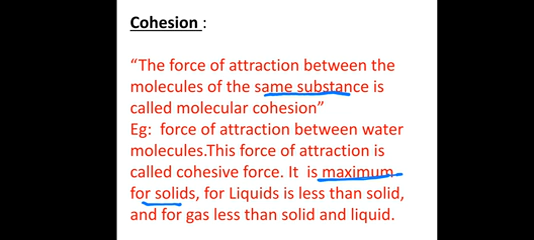 Cohesion :
“The force of attraction between the
molecules of the same substance is
called molecular cohesion”
Eg:  force of attraction between water
molecules.This force of attraction is
called cohesive force. It  is maximum
for solids, for Liquids is less than solid,
and for gas less than solid and liquid.